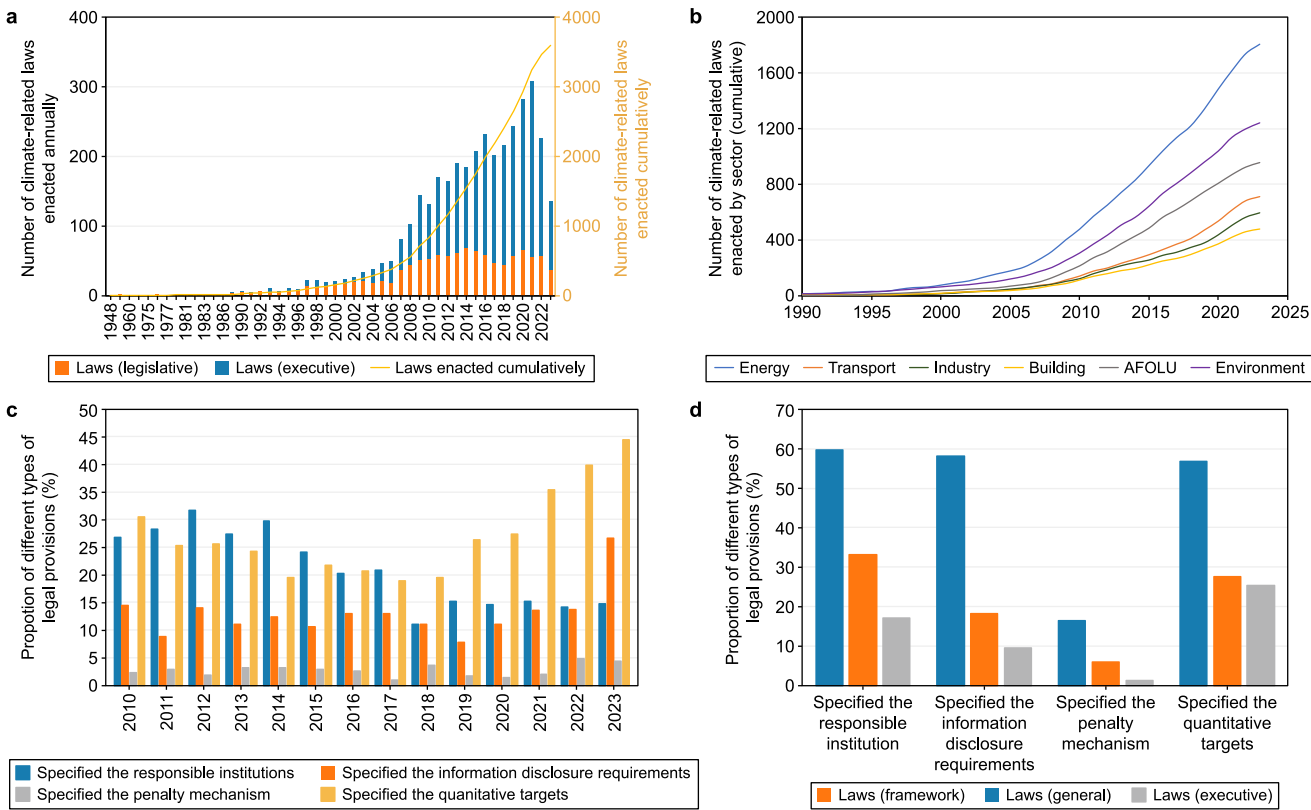 a
Number of climate-related laws
enacted annually
400
300
200
100
0
4000
3000
2000
1000
0
Number of climate-related laws
enacted cumulatively
1948
1960
1975
1977
1981
1983
1986
1990
1992
1994
1996
1998
2000
2002
2004
2006
2008
2010
2012
2014
2016
2018
2020
2022
Laws (legislative)
Laws (executive)
Laws enacted cumulatively
b
Number of climate-related laws
enacted by sector (cumulative)
2000
1600
1200
800
400
0
1990
1995
2000
2005
2010
2015
2020
2025
Energy
Transport
Industry
Building
AFOLU
Environment
c
Propotion of different types of
legal provisions (%)
50
45
40
35
30
25
20
15
10
5
0
2010
2011
2012
2013
2014
2015
2016
2017
2018
2019
2020
2021
2022
2023
Specified the responsible institutions
Specified the information disclosure requirements
Specified the penalty mechanism
Specified the quanitative targets
d
Proportion of different types of
legal provisions (%)
70
60
50
40
30
20
10
0
Specified the
responsible
institution
Specified the
information
disclosure
requirements
Specified the
penalty
mechanism
Specified the
quantitative
targets
Laws (framework)
Laws (general)
Laws (executive)